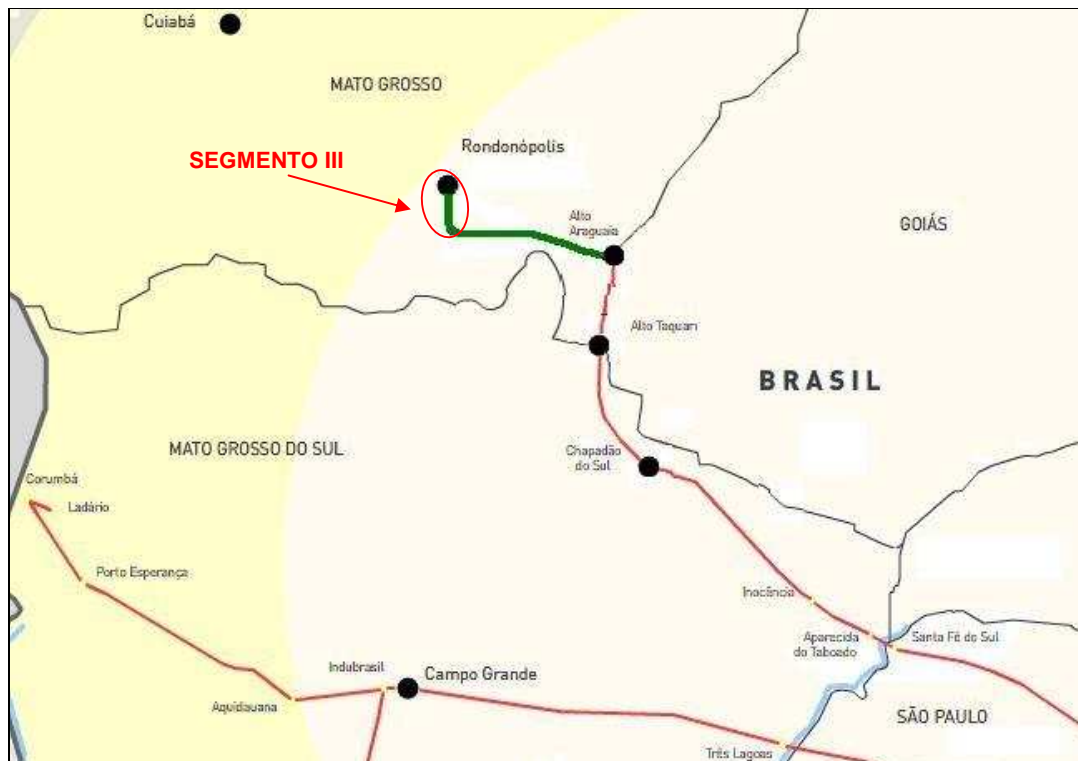 Cuiabá
MATO GROSSO
Rondonópolis
SEGMENTO III
Alto
Araguaia
GOIÁS
Alto Taquari
BRASIL
MATO GROSSO DO SUL
Chapadão
do Sul
Corumbá
Ladário
Porto Esperança
Inocância
Aparecida
do Taboado
Santa Fé do Sul
Indubrasil
Campo Grande
Aquidauana
SÃO PAULO
Três Lagoas